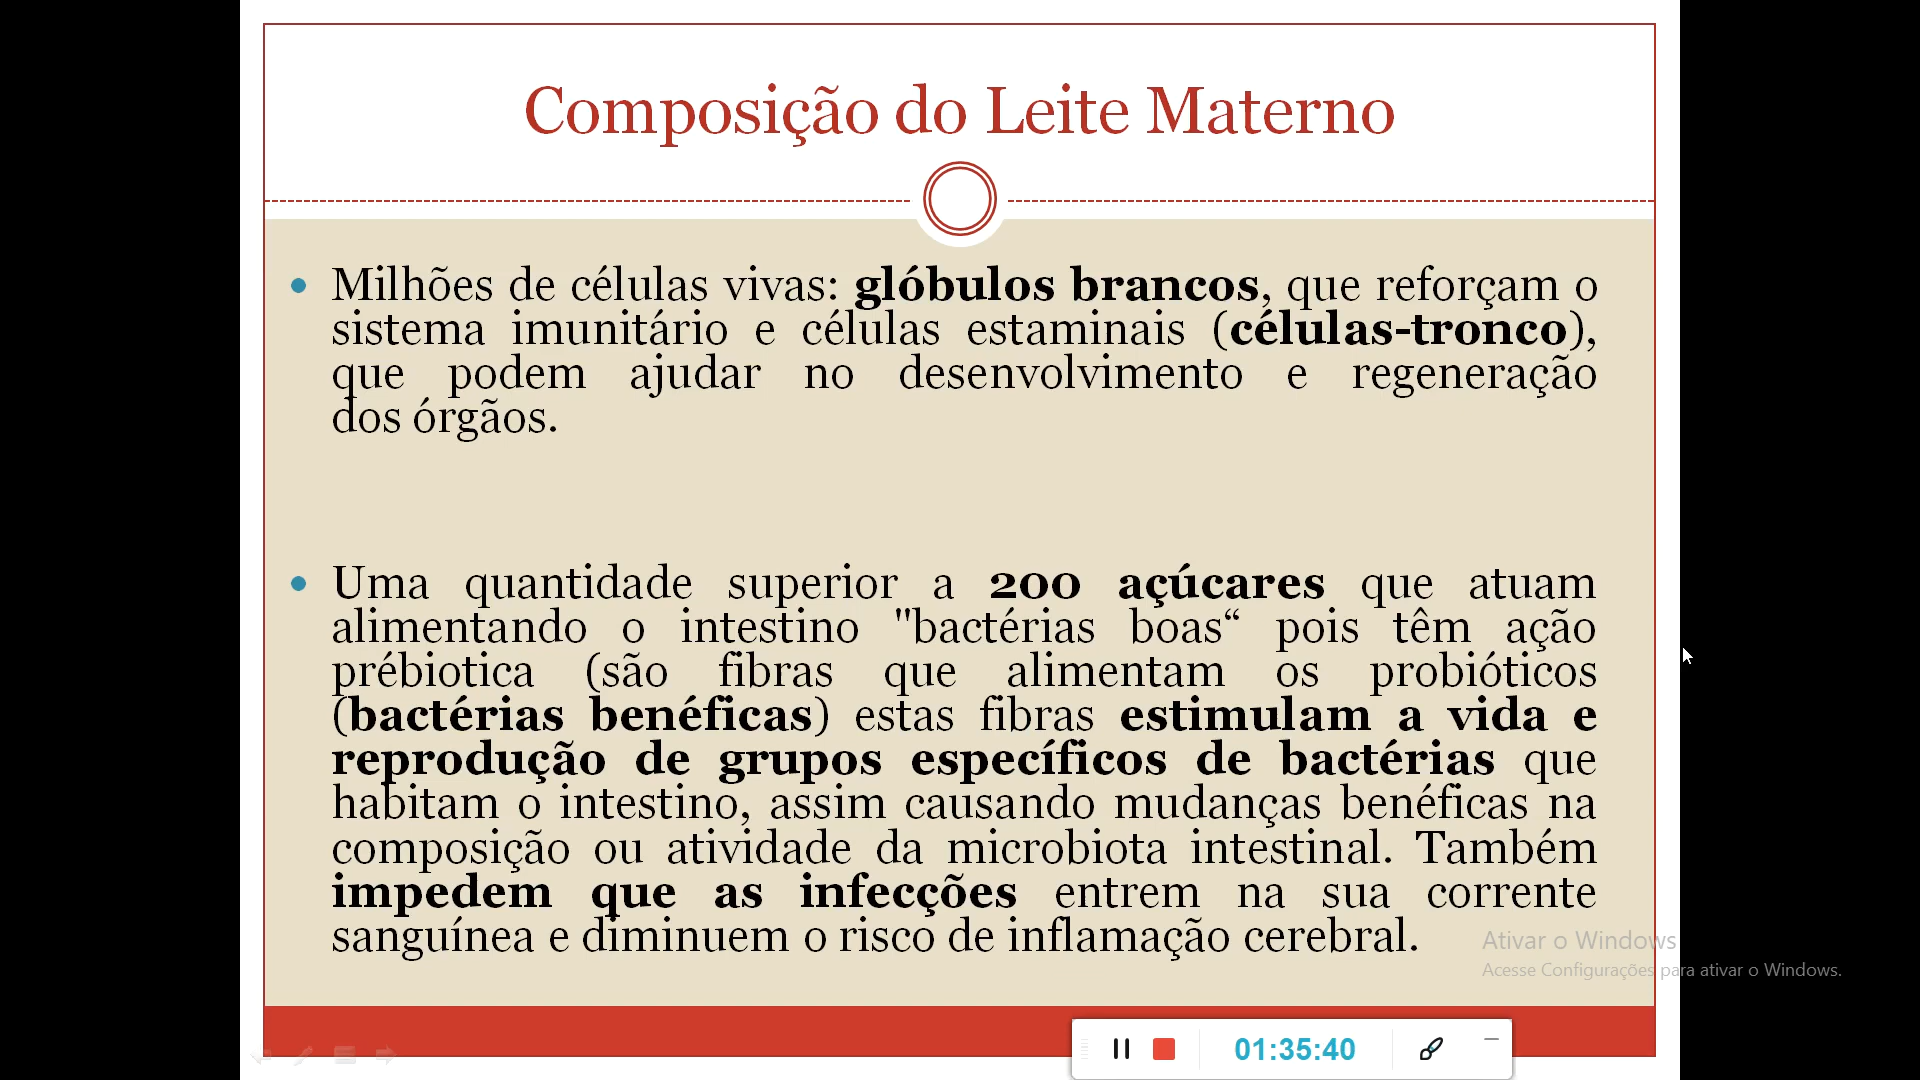 Composição do Leite Materno
• Milhões de células vivas: glóbulos brancos, que reforçam o
sistema imunitário e células estaminais (células-tronco),
que podem ajudar no desenvolvimento e regeneração
dos órgãos.
• Uma quantidade superior a 200 açúcares que atuam
alimentando o intestino "bactérias boas“ pois têm ação
prébiotica (são fibras que alimentam os probióticos
(bactérias benéficas) estas fibras estimulam a vida e
reprodução de grupos específicos de bactérias que
habitam o intestino, assim causando mudanças benéficas na
composição ou atividade da microbiota intestinal. Também
impedem que as infecções entrem na sua corrente
sanguínea e diminuem o risco de inflamação cerebral.
Ativar o Windows
Acesse Configurações para ativar o Windows.
01:35:40